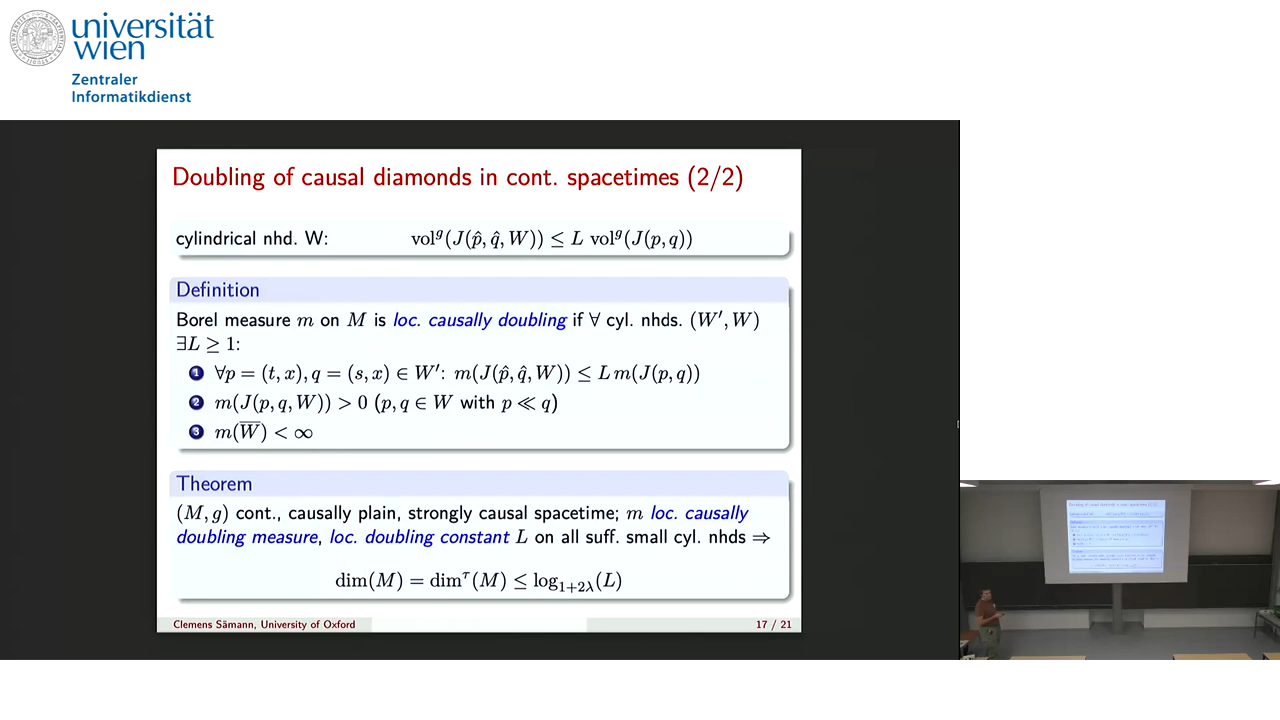 universität
wien
Zentraler
Informatikdienst
Doubling of causal diamonds in cont. spacetimes (2/2)
cylindrical nhd. W: vol^g(J(p̂, q̂, W)) ≤ L vol^g(J(p, q))
Definition
Borel measure m on M is loc. causally doubling if ∀ cyl. nhds. (W′, W)
∃L ≥ 1:
1 ∀p = (t, x), q = (s, x) ∈ W′: m(J(p̂, q̂, W)) ≤ L m(J(p, q))
2 m(J(p, q, W)) > 0 (p, q ∈ W with p ≪ q)
3 m(W̅) < ∞
Theorem
(M, g) cont., causally plain, strongly causal spacetime; m loc. causally
doubling measure, loc. doubling constant L on all suff. small cyl. nhds ⇒
dim(M) = dim^τ(M) ≤ log_{1+2λ}(L)
Clemens Sämann, University of Oxford 17 / 21